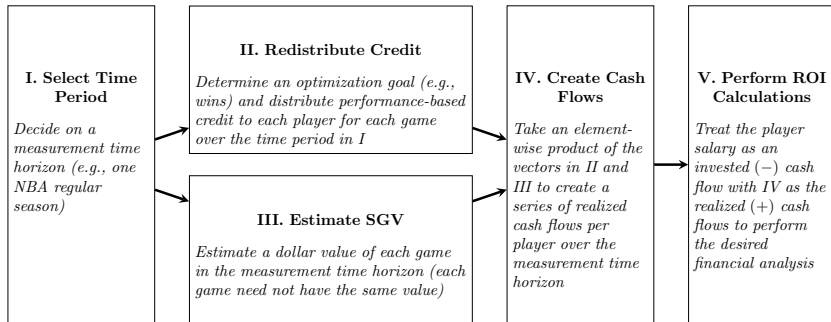 I. Select Time
Period
Decide on a
measurement time
horizon (e.g., one
NBA regular
season)
II. Redistribute Credit
Determine an optimization goal (e.g.,
wins) and distribute performance-based
credit to each player for each game
over the time period in I
III. Estimate SGV
Estimate a dollar value of each game
in the measurement time horizon (each
game need not have the same value)
IV. Create Cash
Flows
Take an element-
wise product of the
vectors in II and
III to create a
series of realized
cash flows per
player over the
measurement time
horizon
V. Perform ROI
Calculations
Treat the player
salary as an
invested (−) cash
flow with IV as the
realized (+) cash
flows to perform
the desired
financial analysis